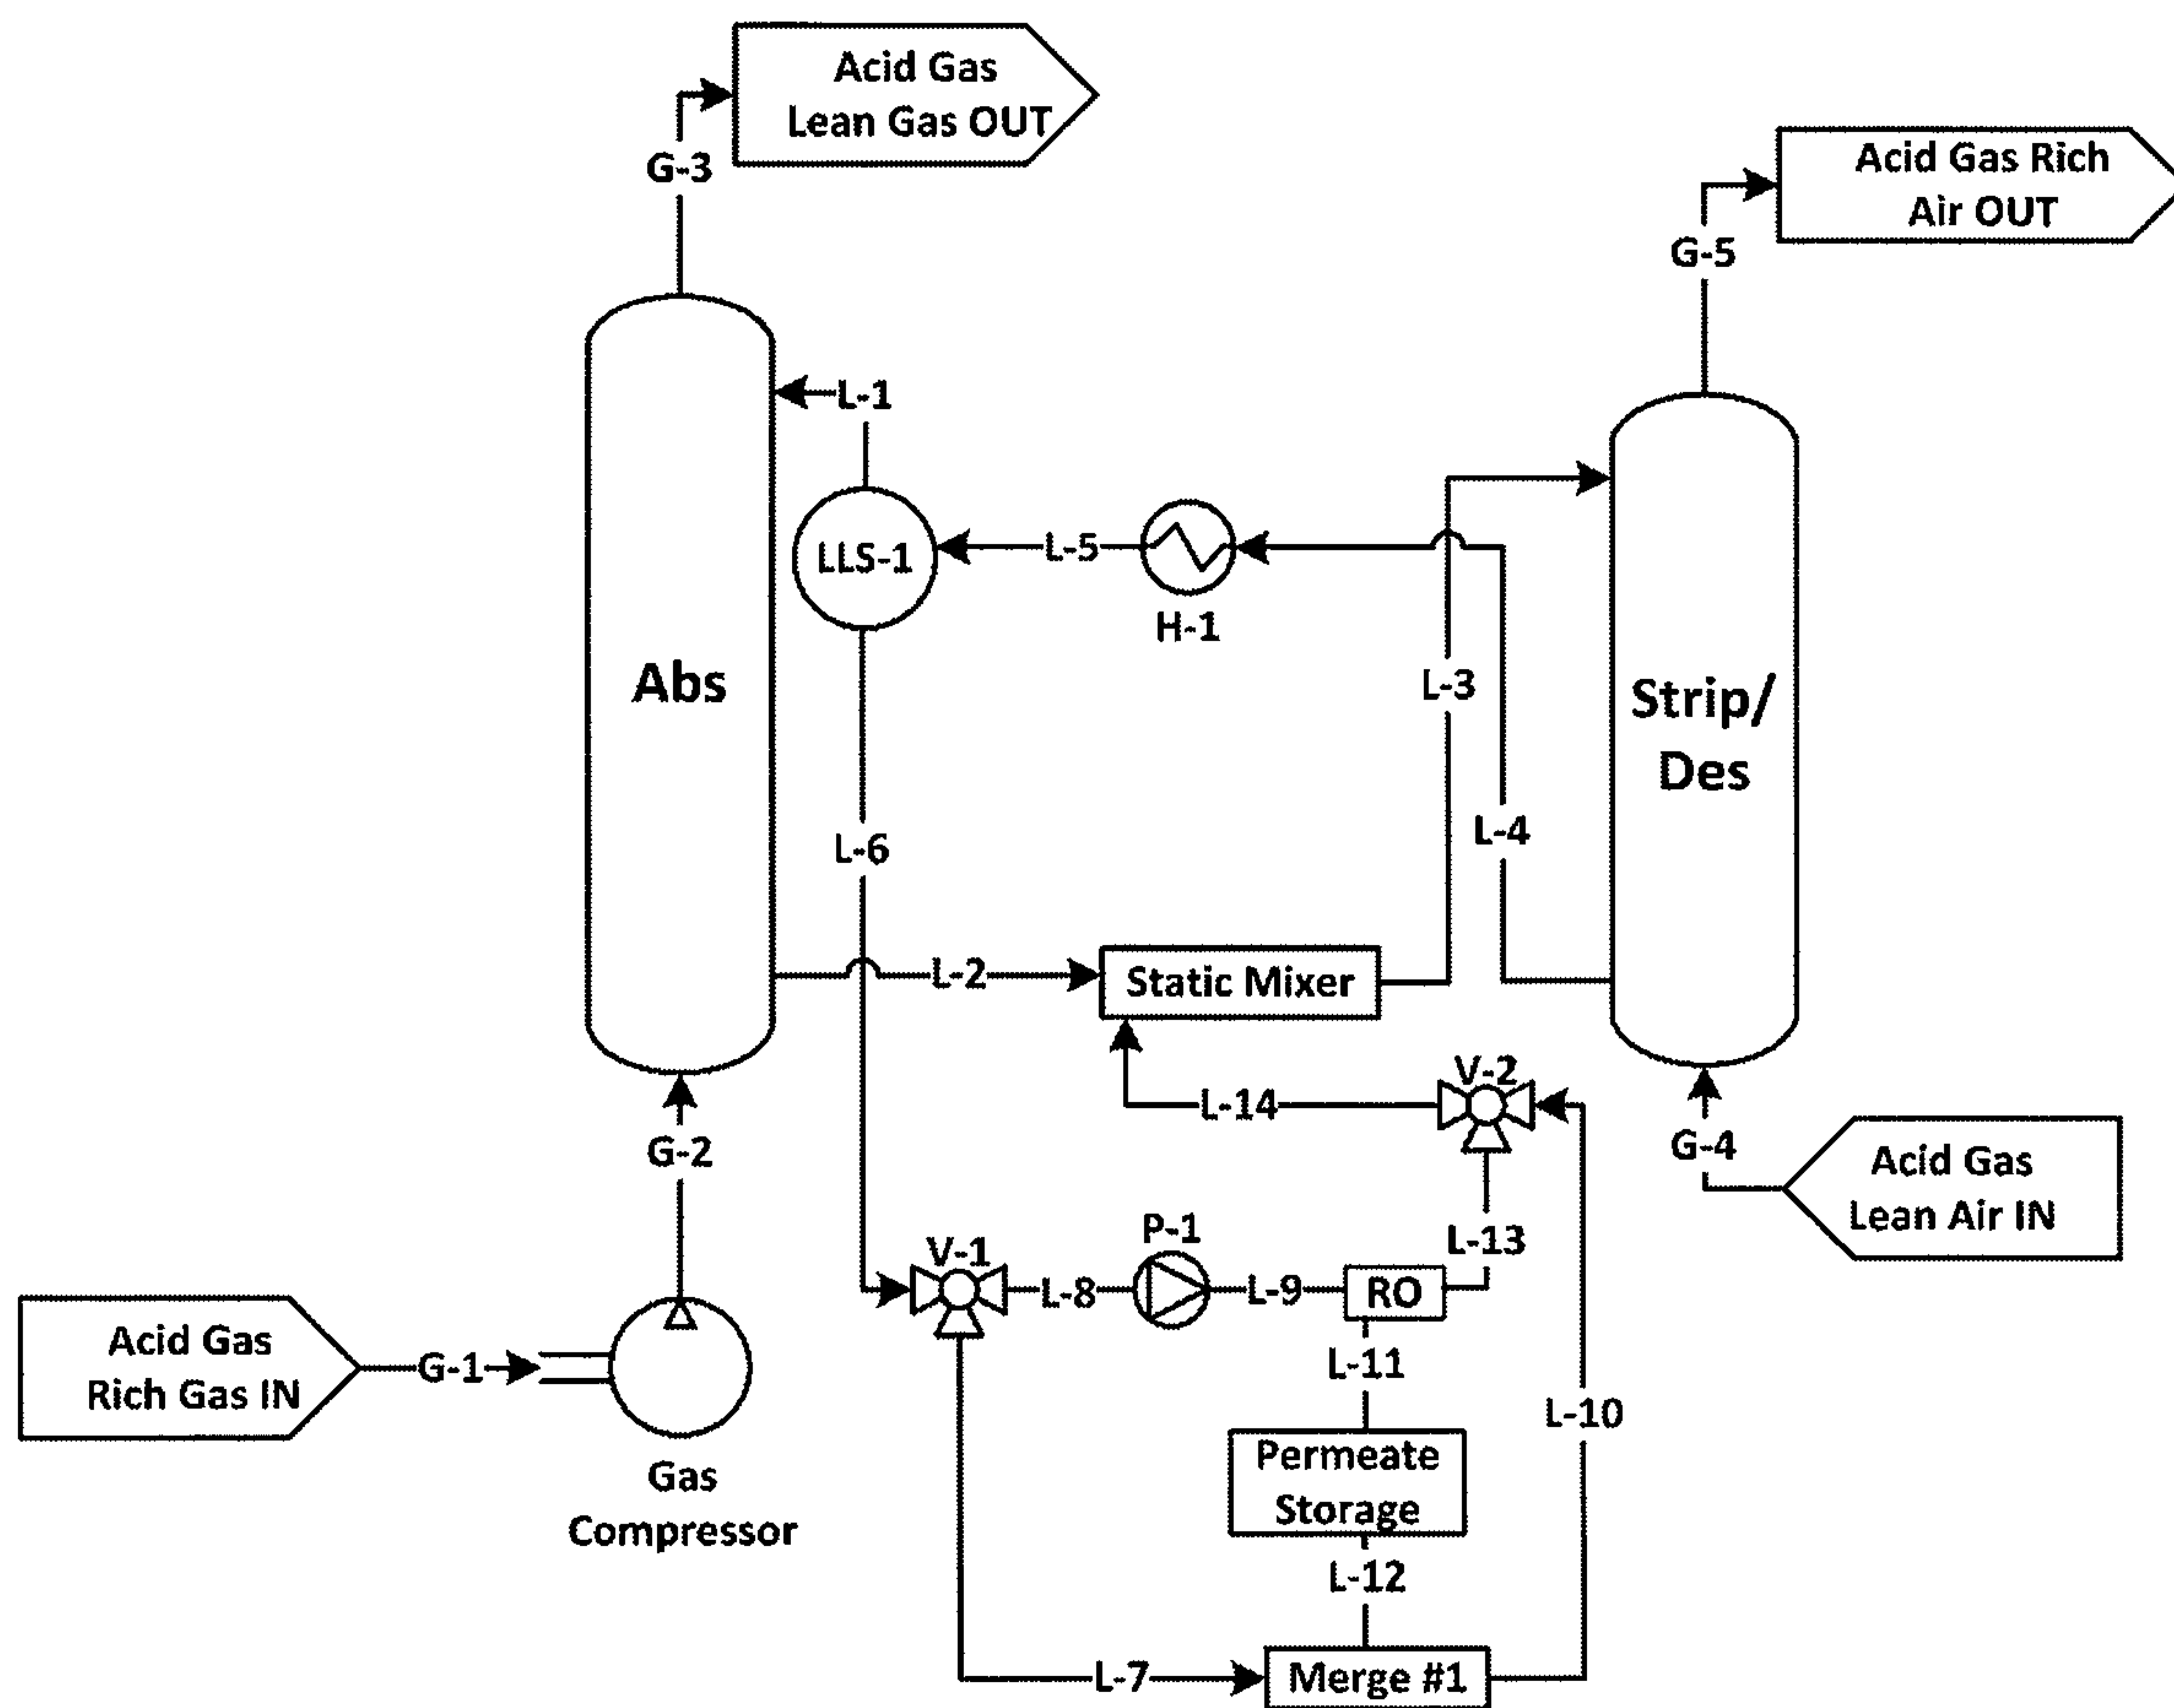 Acid Gas
Lean Gas OUT
G-3
Acid Gas Rich
Air OUT
G-5
L-1
LLS-1
L-5
H-1
Abs
L-3
Strip/
Des
L-4
L-6
L-2
Static Mixer
V-2
L-14
G-2
G-4
Acid Gas
Lean Air IN
V-1
P-1
L-13
L-8
L-9
RO
Acid Gas
Rich Gas IN
G-1
L-11
L-10
Gas
Compressor
Permeate
Storage
L-12
L-7
Merge #1